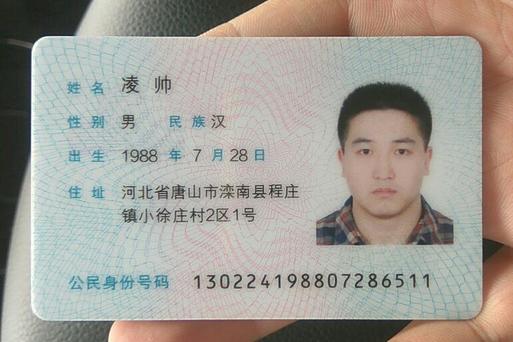 姓名 凌帅
性别 男 民族 汉
出生 1988 年 7 月 28 日
住址 河北省唐山市滦南县程庄
镇小徐庄村2区1号
公民身份号码 130224198807286511